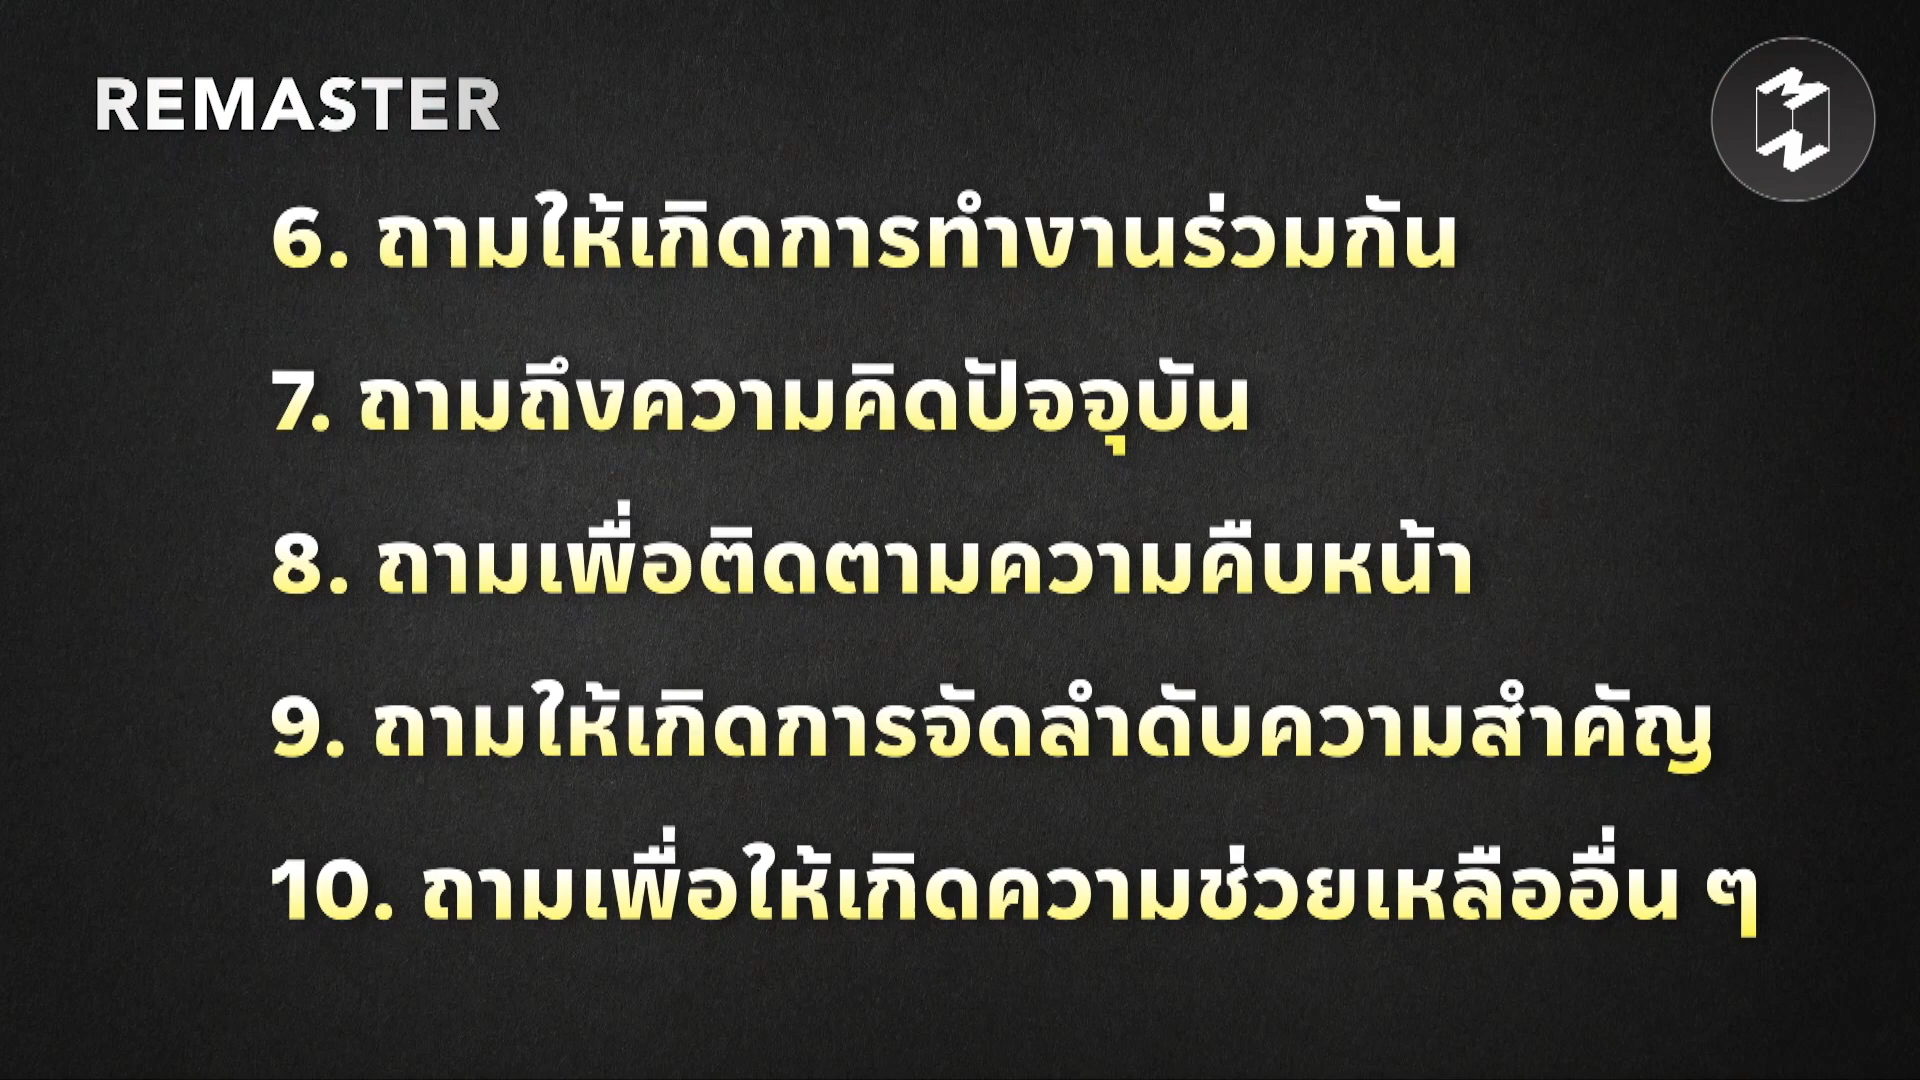 REMASTER
6. ถามให้เกิดการทำงานร่วมกัน
7. ถามถึงความคิดปัจจุบัน
8. ถามเพื่อติดตามความคืบหน้า
9. ถามให้เกิดการจัดลำดับความสำคัญ
10. ถามเพื่อให้เกิดความช่วยเหลืออื่น ๆ